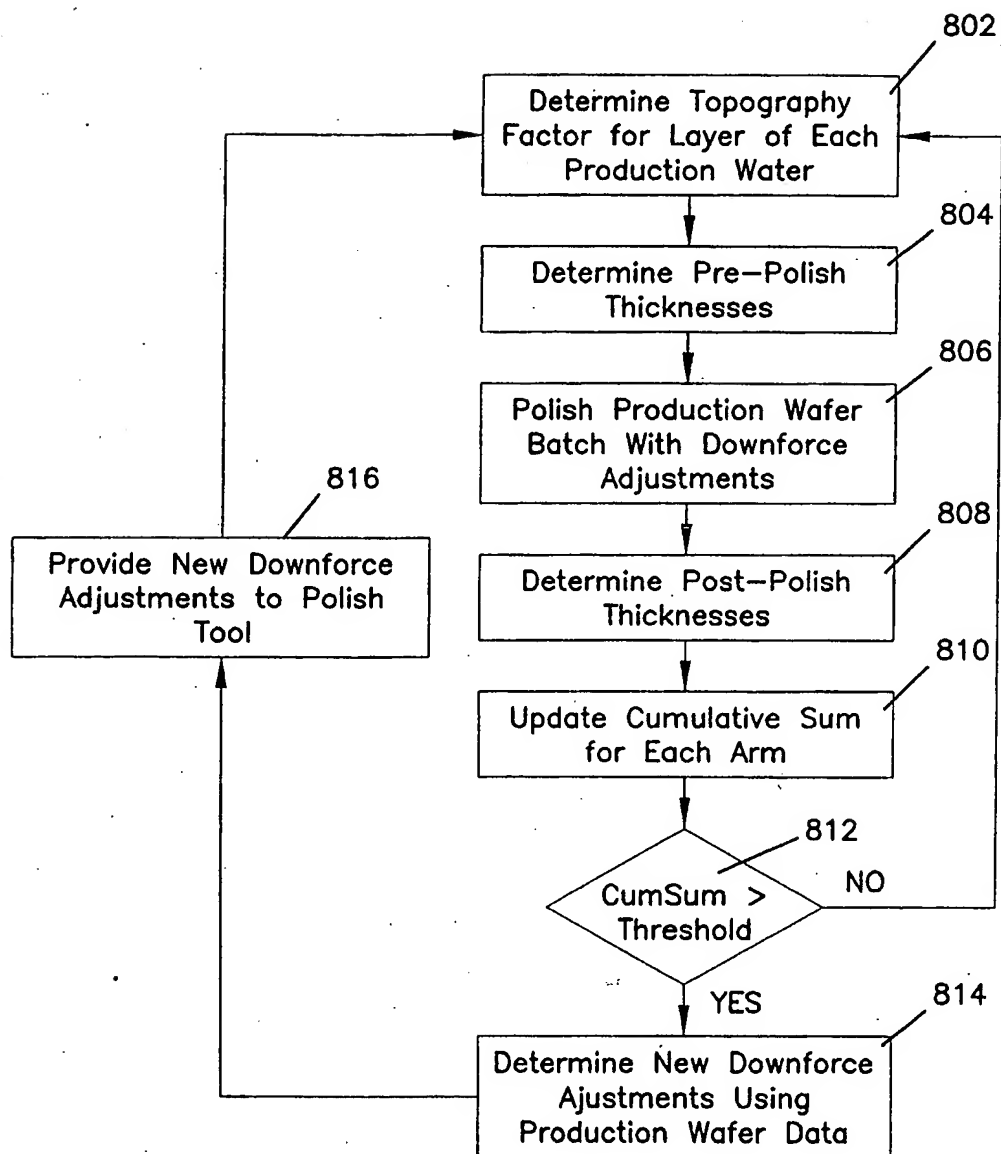 802
Determine Topography
Factor for Layer of Each
Production Water
804
Determine Pre-Polish
Thicknesses
806
Polish Production Wafer
Batch With Downforce
Adjustments
816
Provide New Downforce
Adjustments to Polish
Tool
808
Determine Post-Polish
Thicknesses
810
Update Cumulative Sum
for Each Arm
812
CumSum >
Threshold
NO
YES
814
Determine New Downforce
Ajustments Using
Production Wafer Data